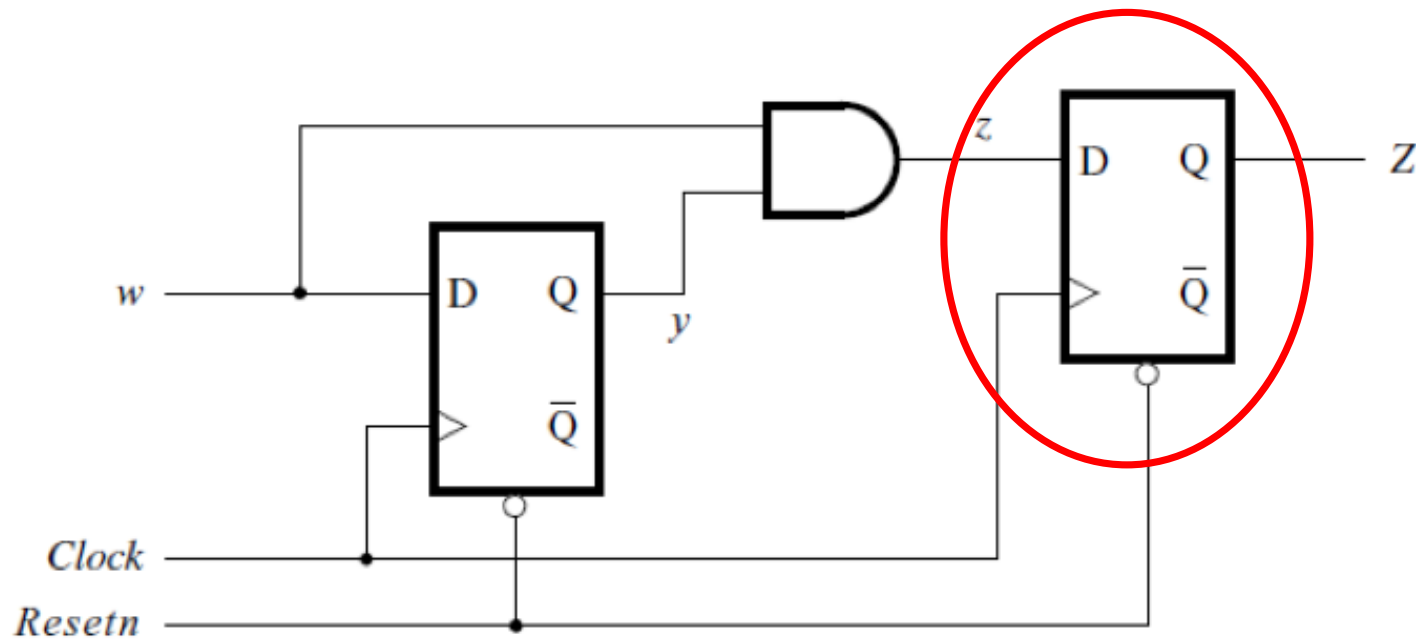 z
D Q Z
w D Q
y
Q̅
Q̅
Clock
Resetn